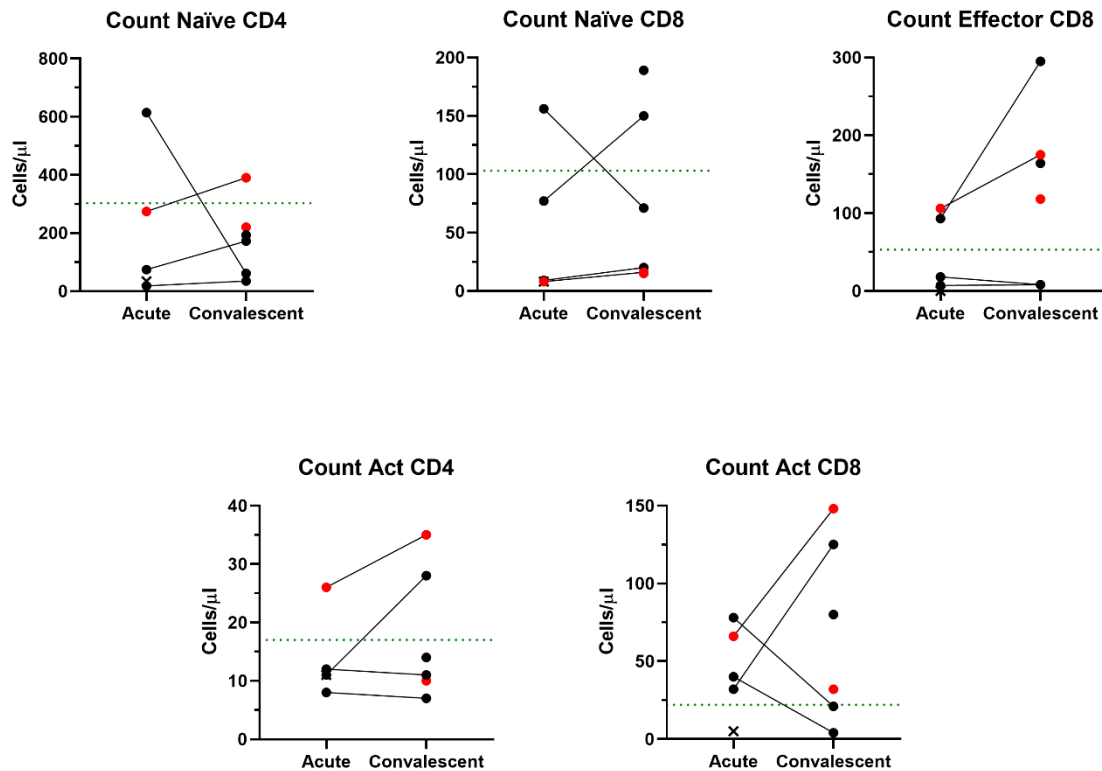 Count Naïve CD4
Cells/μl
800
600
400
200
0
Acute Convalescent
Count Naïve CD8
Cells/μl
200
150
100
50
0
Acute Convalescent
Count Effector CD8
Cells/μl
300
200
100
0
Acute Convalescent
Count Act CD4
Cells/μl
40
30
20
10
0
Acute Convalescent
Count Act CD8
Cells/μl
150
100
50
0
Acute Convalescent